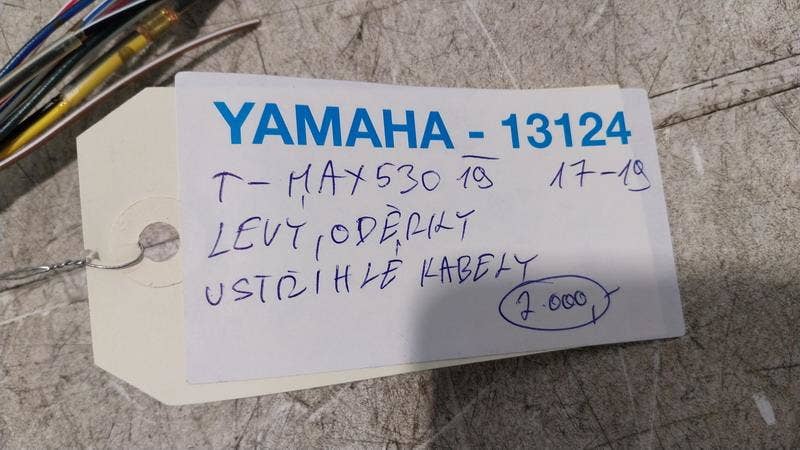 YAMAHA - 13124
T-MAX530 19 17-19
LEVÝ, ODĚRKY
USTŘIHLÉ KABELY
2.000,-